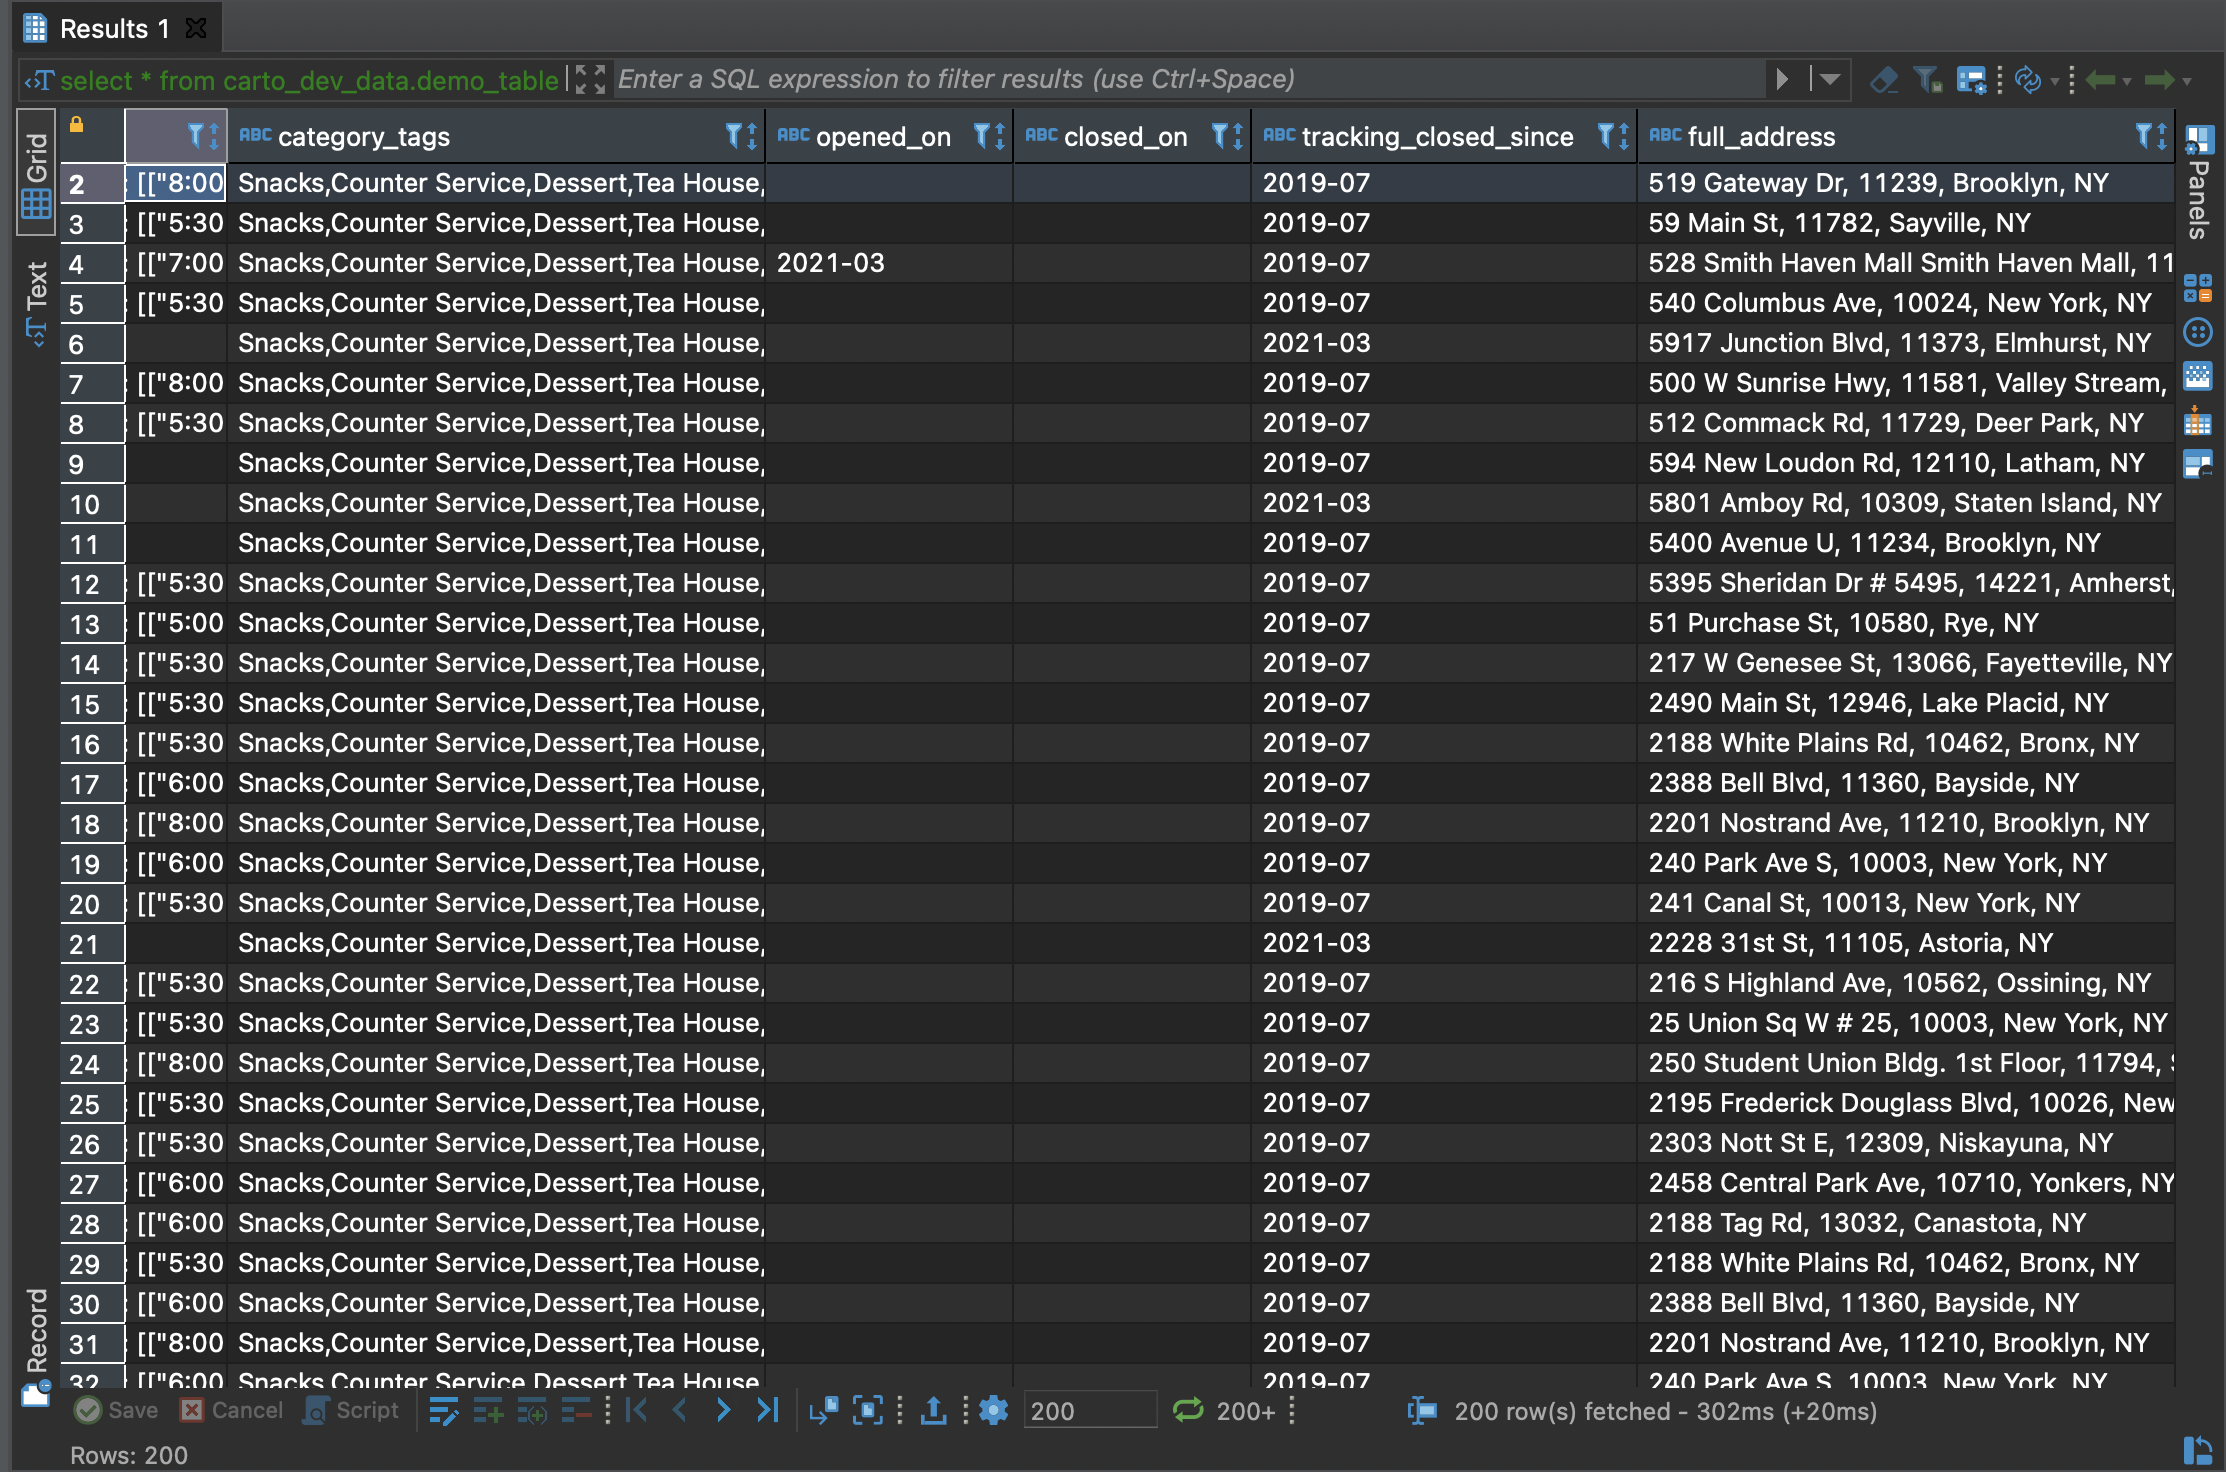 Results 1
select * from carto_dev_data.demo_table Enter a SQL expression to filter results (use Ctrl+Space)
Grid
Text
Record
Panels
ABC category_tags ABC opened_on ABC closed_on ABC tracking_closed_since ABC full_address
2 : [["8:00 Snacks,Counter Service,Dessert,Tea House, 2019-07 519 Gateway Dr, 11239, Brooklyn, NY
3 : [["5:30 Snacks,Counter Service,Dessert,Tea House, 2019-07 59 Main St, 11782, Sayville, NY
4 : [["7:00 Snacks,Counter Service,Dessert,Tea House, 2021-03 2019-07 528 Smith Haven Mall Smith Haven Mall, 11
5 : [["5:30 Snacks,Counter Service,Dessert,Tea House, 2019-07 540 Columbus Ave, 10024, New York, NY
6 Snacks,Counter Service,Dessert,Tea House, 2021-03 5917 Junction Blvd, 11373, Elmhurst, NY
7 : [["8:00 Snacks,Counter Service,Dessert,Tea House, 2019-07 500 W Sunrise Hwy, 11581, Valley Stream,
8 : [["5:30 Snacks,Counter Service,Dessert,Tea House, 2019-07 512 Commack Rd, 11729, Deer Park, NY
9 Snacks,Counter Service,Dessert,Tea House, 2019-07 594 New Loudon Rd, 12110, Latham, NY
10 Snacks,Counter Service,Dessert,Tea House, 2021-03 5801 Amboy Rd, 10309, Staten Island, NY
11 Snacks,Counter Service,Dessert,Tea House, 2019-07 5400 Avenue U, 11234, Brooklyn, NY
12 : [["5:30 Snacks,Counter Service,Dessert,Tea House, 2019-07 5395 Sheridan Dr # 5495, 14221, Amherst,
13 : [["5:00 Snacks,Counter Service,Dessert,Tea House, 2019-07 51 Purchase St, 10580, Rye, NY
14 : [["5:30 Snacks,Counter Service,Dessert,Tea House, 2019-07 217 W Genesee St, 13066, Fayetteville, NY
15 : [["5:30 Snacks,Counter Service,Dessert,Tea House, 2019-07 2490 Main St, 12946, Lake Placid, NY
16 : [["5:30 Snacks,Counter Service,Dessert,Tea House, 2019-07 2188 White Plains Rd, 10462, Bronx, NY
17 : [["6:00 Snacks,Counter Service,Dessert,Tea House, 2019-07 2388 Bell Blvd, 11360, Bayside, NY
18 : [["8:00 Snacks,Counter Service,Dessert,Tea House, 2019-07 2201 Nostrand Ave, 11210, Brooklyn, NY
19 : [["6:00 Snacks,Counter Service,Dessert,Tea House, 2019-07 240 Park Ave S, 10003, New York, NY
20 : [["5:30 Snacks,Counter Service,Dessert,Tea House, 2019-07 241 Canal St, 10013, New York, NY
21 Snacks,Counter Service,Dessert,Tea House, 2021-03 2228 31st St, 11105, Astoria, NY
22 : [["5:30 Snacks,Counter Service,Dessert,Tea House, 2019-07 216 S Highland Ave, 10562, Ossining, NY
23 : [["5:30 Snacks,Counter Service,Dessert,Tea House, 2019-07 25 Union Sq W # 25, 10003, New York, NY
24 : [["8:00 Snacks,Counter Service,Dessert,Tea House, 2019-07 250 Student Union Bldg. 1st Floor, 11794,
25 : [["5:30 Snacks,Counter Service,Dessert,Tea House, 2019-07 2195 Frederick Douglass Blvd, 10026, New
26 : [["5:30 Snacks,Counter Service,Dessert,Tea House, 2019-07 2303 Nott St E, 12309, Niskayuna, NY
27 : [["6:00 Snacks,Counter Service,Dessert,Tea House, 2019-07 2458 Central Park Ave, 10710, Yonkers, NY
28 : [["6:00 Snacks,Counter Service,Dessert,Tea House, 2019-07 2188 Tag Rd, 13032, Canastota, NY
29 : [["5:30 Snacks,Counter Service,Dessert,Tea House, 2019-07 2188 White Plains Rd, 10462, Bronx, NY
30 : [["6:00 Snacks,Counter Service,Dessert,Tea House, 2019-07 2388 Bell Blvd, 11360, Bayside, NY
31 : [["8:00 Snacks,Counter Service,Dessert,Tea House, 2019-07 2201 Nostrand Ave, 11210, Brooklyn, NY
32 : [["6:00 Snacks,Counter Service,Dessert,Tea House, 2019-07 240 Park Ave S, 10003, New York, NY
Save Cancel Script 200 200+ 200 row(s) fetched - 302ms (+20ms)
Rows: 200